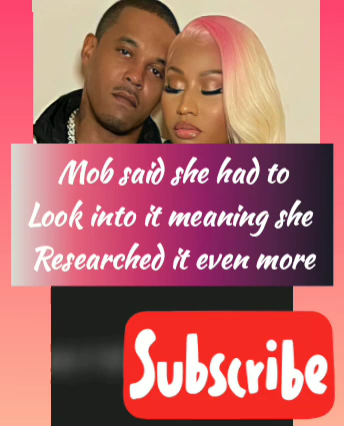 Mob said she had to
Look into it meaning she
Researched it even more
Subscribe